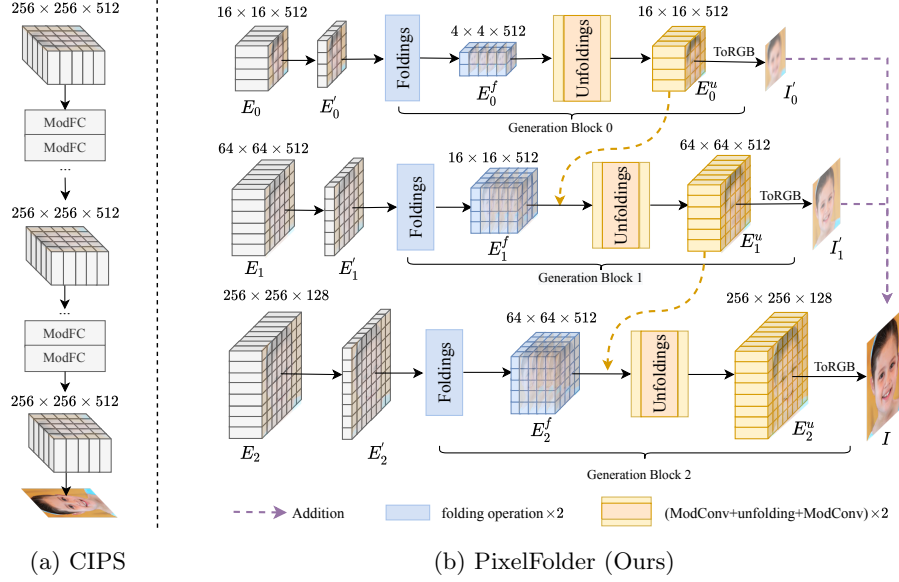 256 × 256 × 512
ModFC
ModFC
...
256 × 256 × 512
...
ModFC
ModFC
256 × 256 × 512
(a) CIPS
16 × 16 × 512
E_0
E_0^'
Foldings
4 × 4 × 512
E_0^f
Unfoldings
16 × 16 × 512
E_0^u
ToRGB
I_0^'
Generation Block 0
64 × 64 × 512
E_1
E_1^'
Foldings
16 × 16 × 512
E_1^f
Unfoldings
64 × 64 × 512
E_1^u
ToRGB
I_1^'
Generation Block 1
256 × 256 × 128
E_2
E_2^'
Foldings
64 × 64 × 512
E_2^f
Unfoldings
256 × 256 × 128
E_2^u
ToRGB
I
Generation Block 2
Addition
folding operation×2
(ModConv+unfolding+ModConv)×2
(b) PixelFolder (Ours)